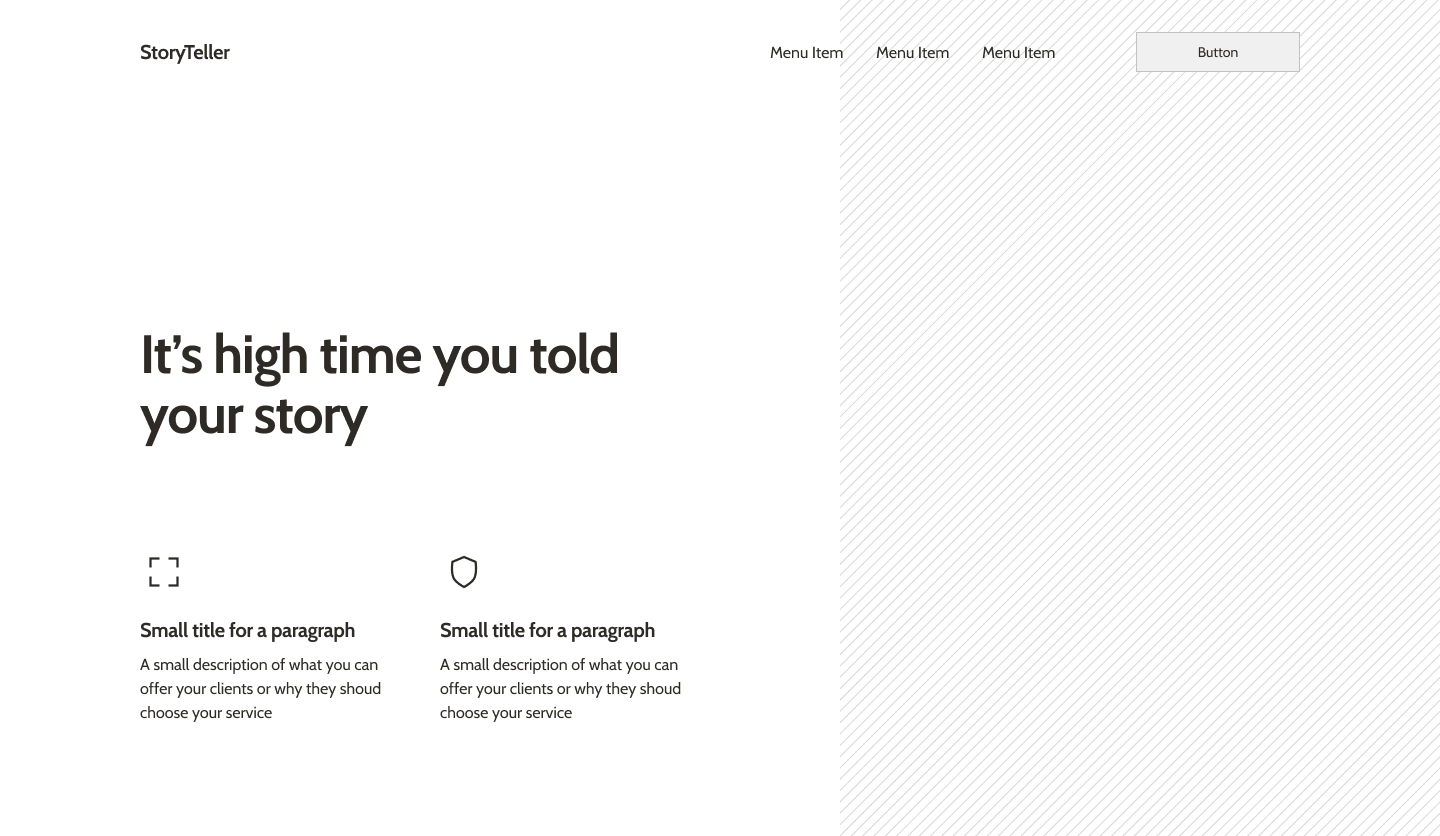 StoryTeller
Menu Item Menu Item Menu Item Button
It’s high time you told
your story
Small title for a paragraph
A small description of what you can
offer your clients or why they shoud
choose your service
Small title for a paragraph
A small description of what you can
offer your clients or why they shoud
choose your service